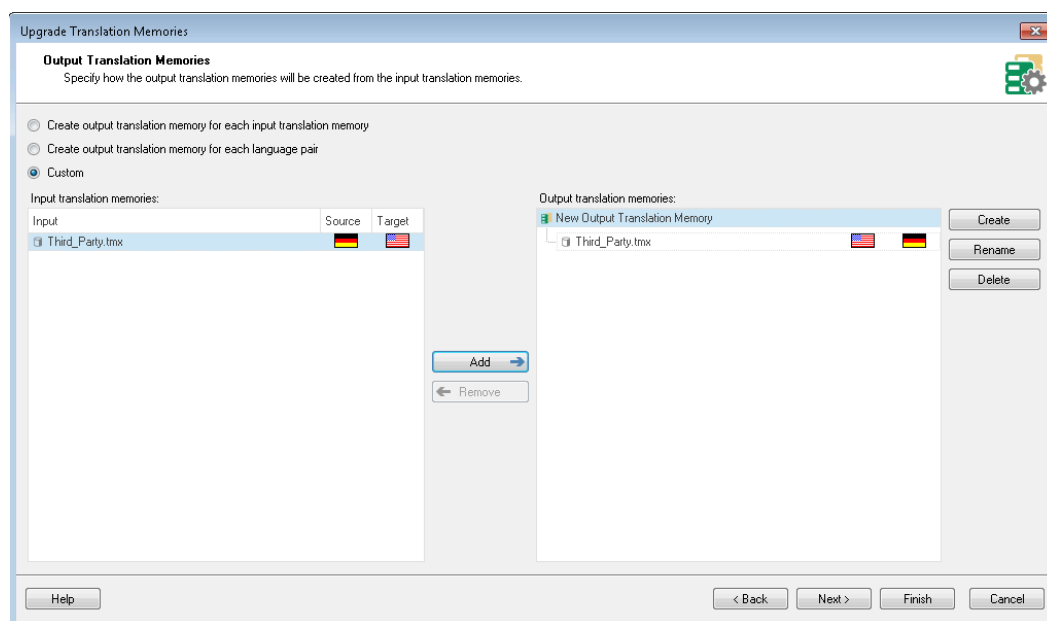 Upgrade Translation Memories
Output Translation Memories
Specify how the output translation memories will be created from the input translation memories.
Create output translation memory for each input translation memory
Create output translation memory for each language pair
Custom
Input translation memories:
Input Source Target
Third_Party.tmx
Output translation memories:
New Output Translation Memory
Third_Party.tmx
Create
Rename
Delete
Add
Remove
Help
< Back Next > Finish Cancel